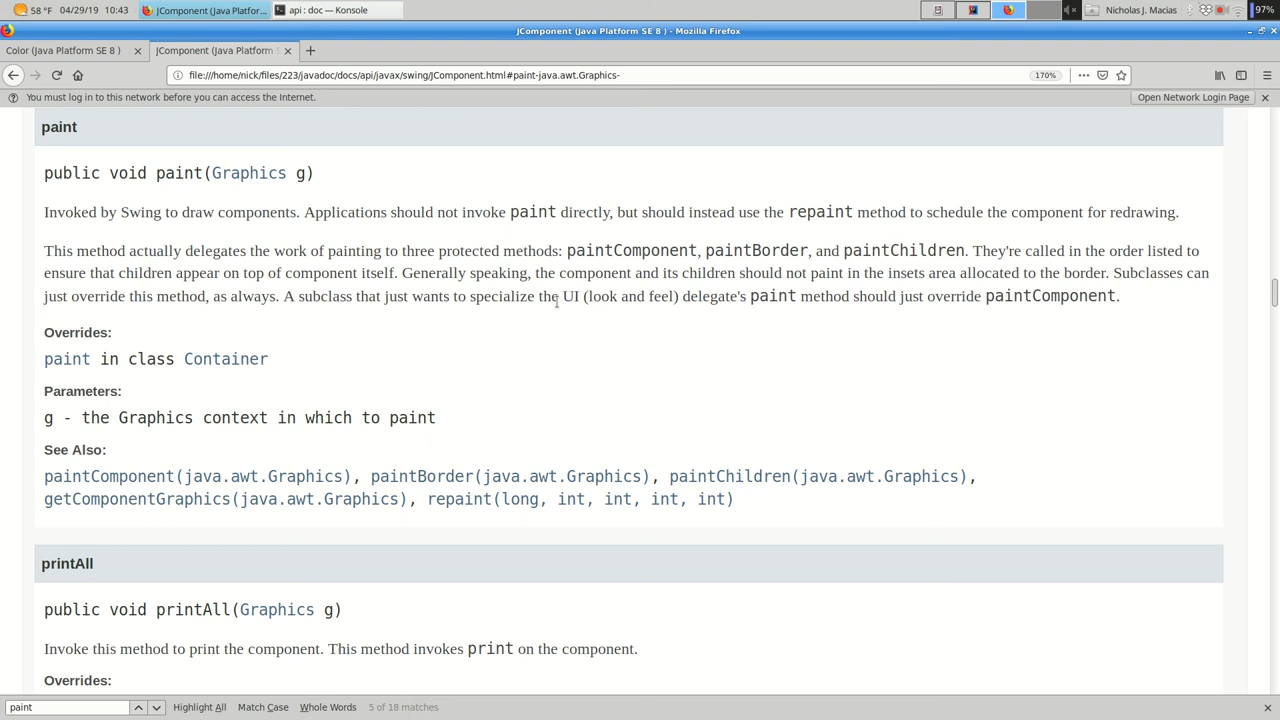 58 °F 04/29/19 10:43 JComponent (Java Platfor... api : doc — Konsole Nicholas J. Macias 97%
JComponent (Java Platform SE 8 ) - Mozilla Firefox
Color (Java Platform SE 8 ) JComponent (Java Platform S
file:///home/nick/files/223/javadoc/docs/api/javax/swing/JComponent.html#paint-java.awt.Graphics- 170%
You must log in to this network before you can access the Internet. Open Network Login Page
paint
public void paint(Graphics g)
Invoked by Swing to draw components. Applications should not invoke paint directly, but should instead use the repaint method to schedule the component for redrawing.
This method actually delegates the work of painting to three protected methods: paintComponent, paintBorder, and paintChildren. They're called in the order listed to
ensure that children appear on top of component itself. Generally speaking, the component and its children should not paint in the insets area allocated to the border. Subclasses can
just override this method, as always. A subclass that just wants to specialize the UI (look and feel) delegate's paint method should just override paintComponent.
Overrides:
paint in class Container
Parameters:
g - the Graphics context in which to paint
See Also:
paintComponent(java.awt.Graphics), paintBorder(java.awt.Graphics), paintChildren(java.awt.Graphics),
getComponentGraphics(java.awt.Graphics), repaint(long, int, int, int, int)
printAll
public void printAll(Graphics g)
Invoke this method to print the component. This method invokes print on the component.
Overrides:
paint Highlight All Match Case Whole Words 5 of 18 matches